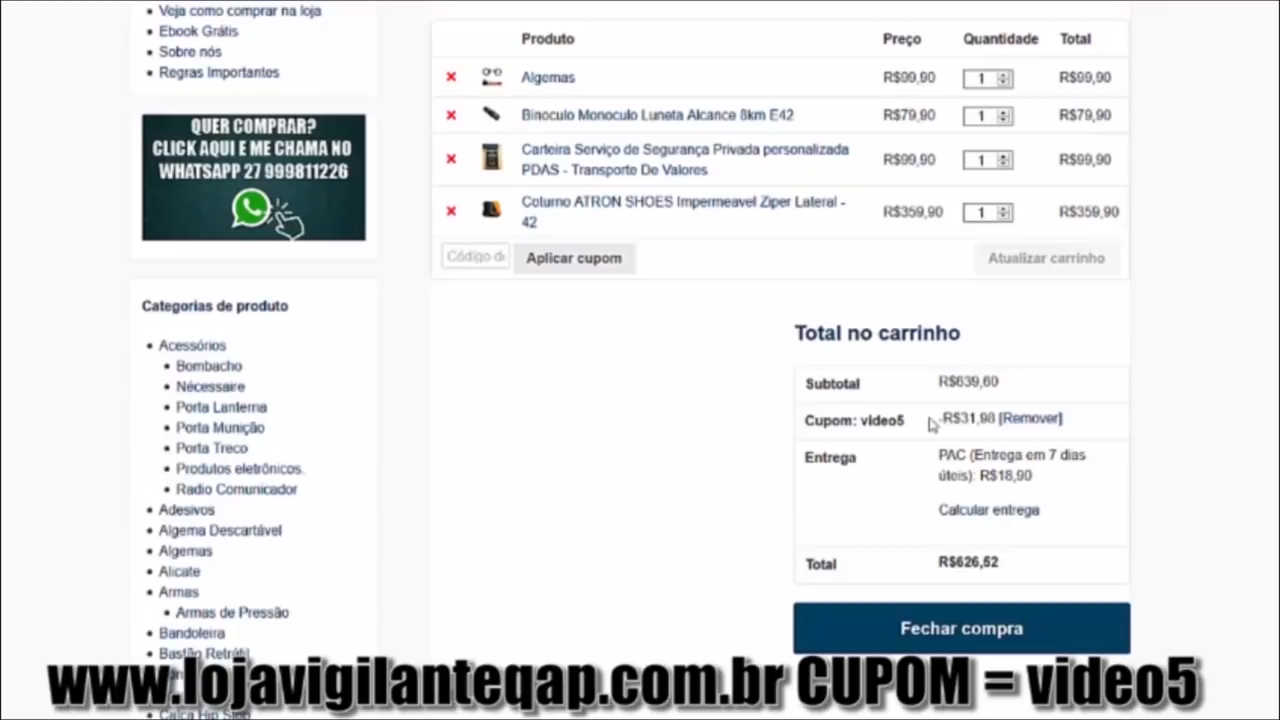 Veja como comprar na loja
Ebook Grátis
Sobre nós
Regras Importantes
QUER COMPRAR?
CLICK AQUI E ME CHAMA NO
WHATSAPP 27 999811226
Categorias de produto
Acessórios
Bombacho
Nécessaire
Porta Lanterna
Porta Munição
Porta Treco
Produtos eletrônicos.
Radio Comunicador
Adesivos
Algema Descartável
Algemas
Alicate
Armas
Armas de Pressão
Bandoleira
Bastão Retrátil
Produto Preço Quantidade Total
Algemas R$99,90 1 R$99,90
Binoculo Monoculo Luneta Alcance 8km E42 R$79,90 1 R$79,90
Carteira Serviço de Segurança Privada personalizada
PDAS - Transporte De Valores R$99,90 1 R$99,90
Coturno ATRON SHOES Impermeavel Ziper Lateral -
42 R$359,90 1 R$359,90
Código de Aplicar cupom Atualizar carrinho
Total no carrinho
Subtotal R$639,60
Cupom: video5 -R$31,98 [Remover]
Entrega PAC (Entrega em 7 dias
úteis): R$18,90
Calcular entrega
Total R$626,52
Fechar compra
www.lojavigilanteqap.com.br CUPOM = video5